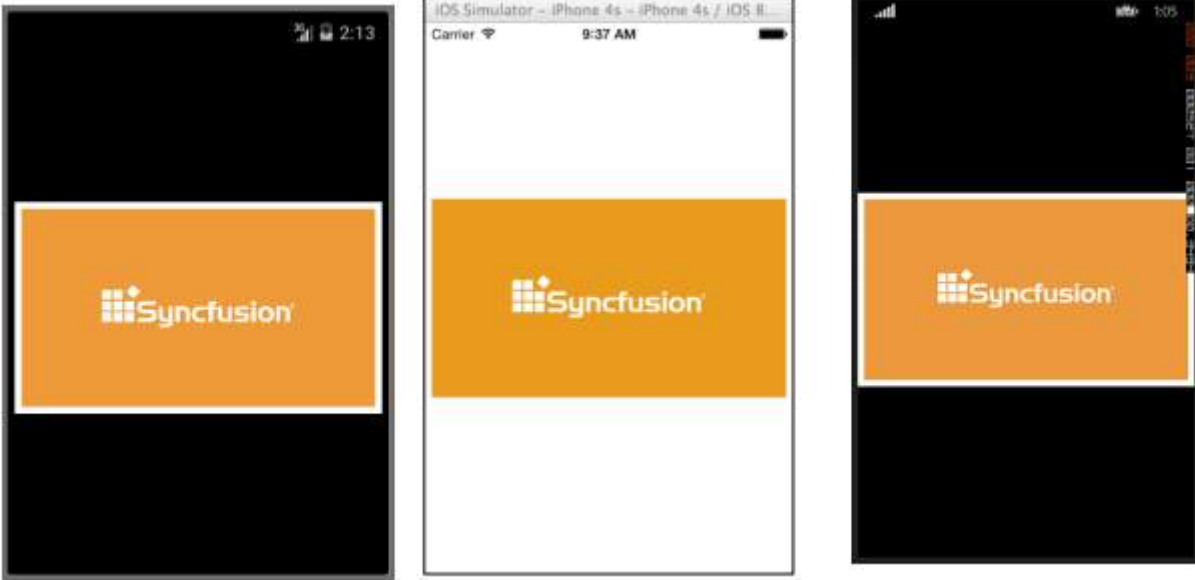 3G 2:13
Syncfusion
iOS Simulator – iPhone 4s – iPhone 4s / iOS 8...
Carrier 9:37 AM
Syncfusion
1:05
Syncfusion